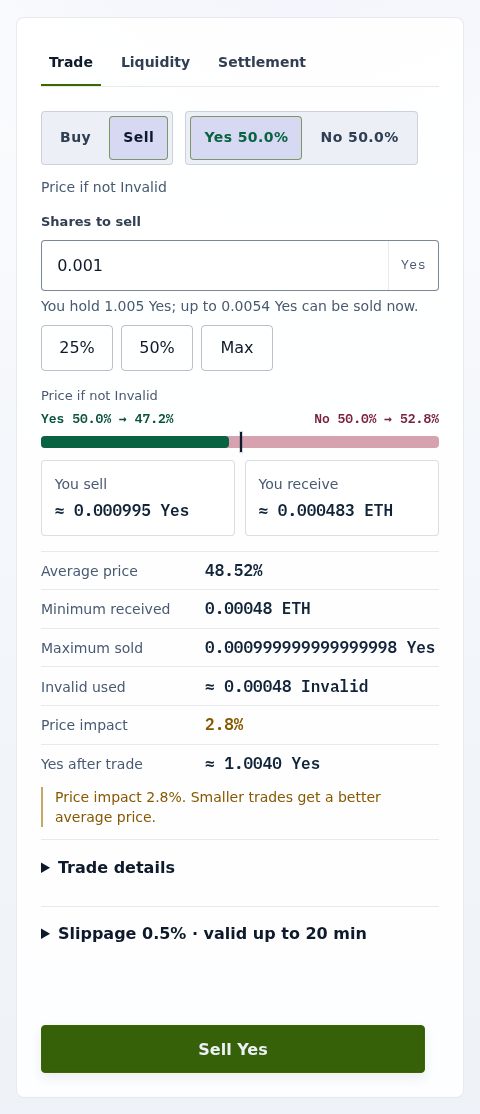 Trade Liquidity Settlement
Buy Sell Yes 50.0% No 50.0%
Price if not Invalid
Shares to sell
0.001 Yes
You hold 1.005 Yes; up to 0.0054 Yes can be sold now.
25% 50% Max
Price if not Invalid
Yes 50.0% → 47.2% No 50.0% → 52.8%
You sell You receive
≈ 0.000995 Yes ≈ 0.000483 ETH
Average price 48.52%
Minimum received 0.00048 ETH
Maximum sold 0.000999999999999998 Yes
Invalid used ≈ 0.00048 Invalid
Price impact 2.8%
Yes after trade ≈ 1.0040 Yes
Price impact 2.8%. Smaller trades get a better
average price.
▶ Trade details
▶ Slippage 0.5% · valid up to 20 min
Sell Yes